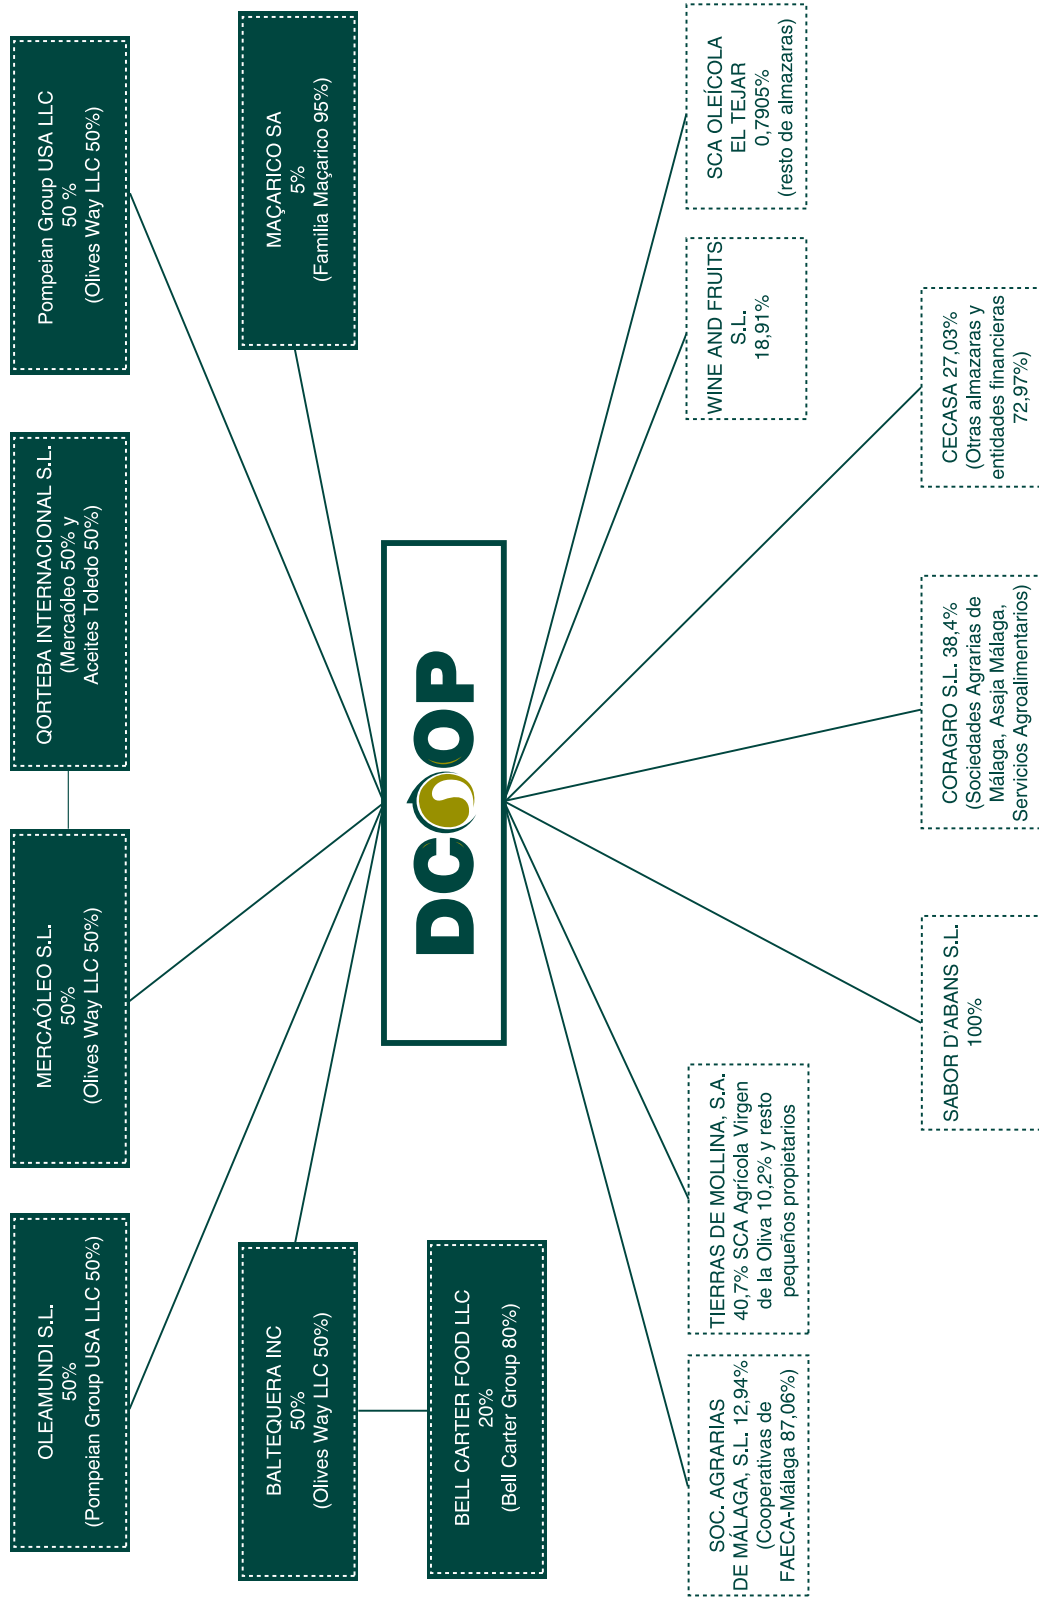 OLEAMUNDI S.L.
50%
(Pompeian Group USA LLC 50%)
MERCAÓLEO S.L.
50%
(Olives Way LLC 50%)
QORTEBA INTERNACIONAL S.L.
(Mercaóleo 50% y
Aceites Toledo 50%)
Pompeian Group USA LLC
50 %
(Olives Way LLC 50%)
BALTEQUERA INC
50%
(Olives Way LLC 50%)
MAÇARICO SA
5%
(Familia Maçarico 95%)
BELL CARTER FOOD LLC
20%
(Bell Carter Group 80%)
DCOOP
SOC. AGRARIAS
DE MÁLAGA, S.L. 12,94%
(Cooperativas de
FAECA-Málaga 87,06%)
TIERRAS DE MOLLINA, S.A.
40,7% SCA Agrícola Virgen
de la Oliva 10,2% y resto
pequeños propietarios
WINE AND FRUITS
S.L.
18,91%
SCA OLEÍCOLA
EL TEJAR
0,7905%
(resto de almazaras)
SABOR D’ABANS S.L.
100%
CORAGRO S.L. 38,4%
(Sociedades Agrarias de
Málaga, Asaja Málaga,
Servicios Agroalimentarios)
CECASA 27,03%
(Otras almazaras y
entidades financieras
72,97%)